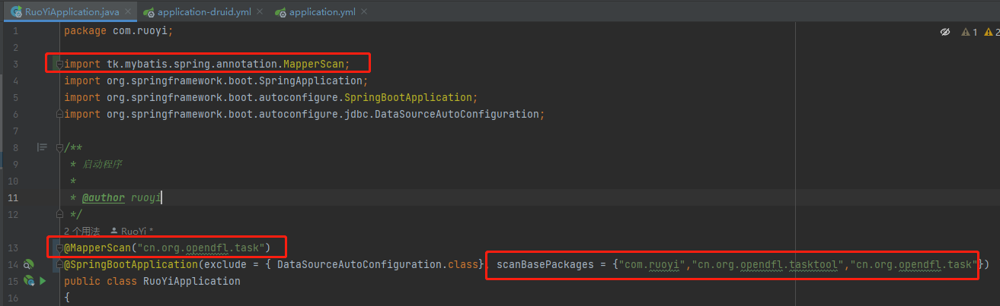 RuoYiApplication.java × application-druid.yml × application.yml ×
1 package com.ruoyi;
1 2
2
3 import tk.mybatis.spring.annotation.MapperScan;
4 import org.springframework.boot.SpringApplication;
5 import org.springframework.boot.autoconfigure.SpringBootApplication;
6 import org.springframework.boot.autoconfigure.jdbc.DataSourceAutoConfiguration;
7
8 /**
9 * 启动程序
10 *
11 * @author ruoyi
12 */
2 个用法 RuoYi *
13 @MapperScan("cn.org.opendfl.task")
14 @SpringBootApplication(exclude = { DataSourceAutoConfiguration.class}, scanBasePackages = {"com.ruoyi","cn.org.opendfl.tasktool","cn.org.opendfl.task"})
15 public class RuoYiApplication
16 {